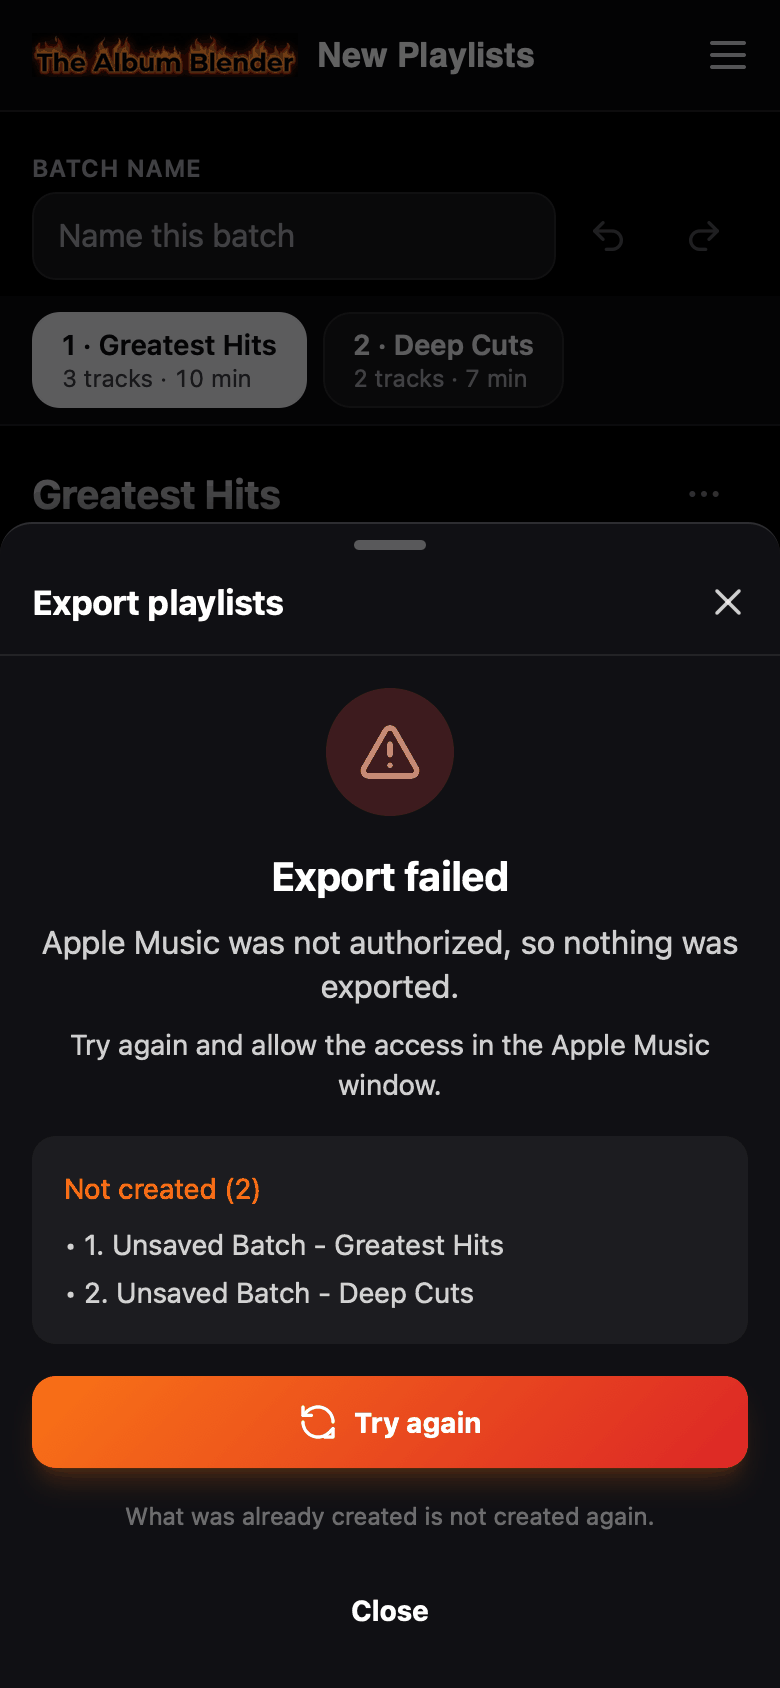 The Album Blender New Playlists
BATCH NAME
Name this batch
1 · Greatest Hits
3 tracks · 10 min
2 · Deep Cuts
2 tracks · 7 min
Greatest Hits
Export playlists
Export failed
Apple Music was not authorized, so nothing was
exported.
Try again and allow the access in the Apple Music
window.
Not created (2)
• 1. Unsaved Batch - Greatest Hits
• 2. Unsaved Batch - Deep Cuts
Try again
What was already created is not created again.
Close